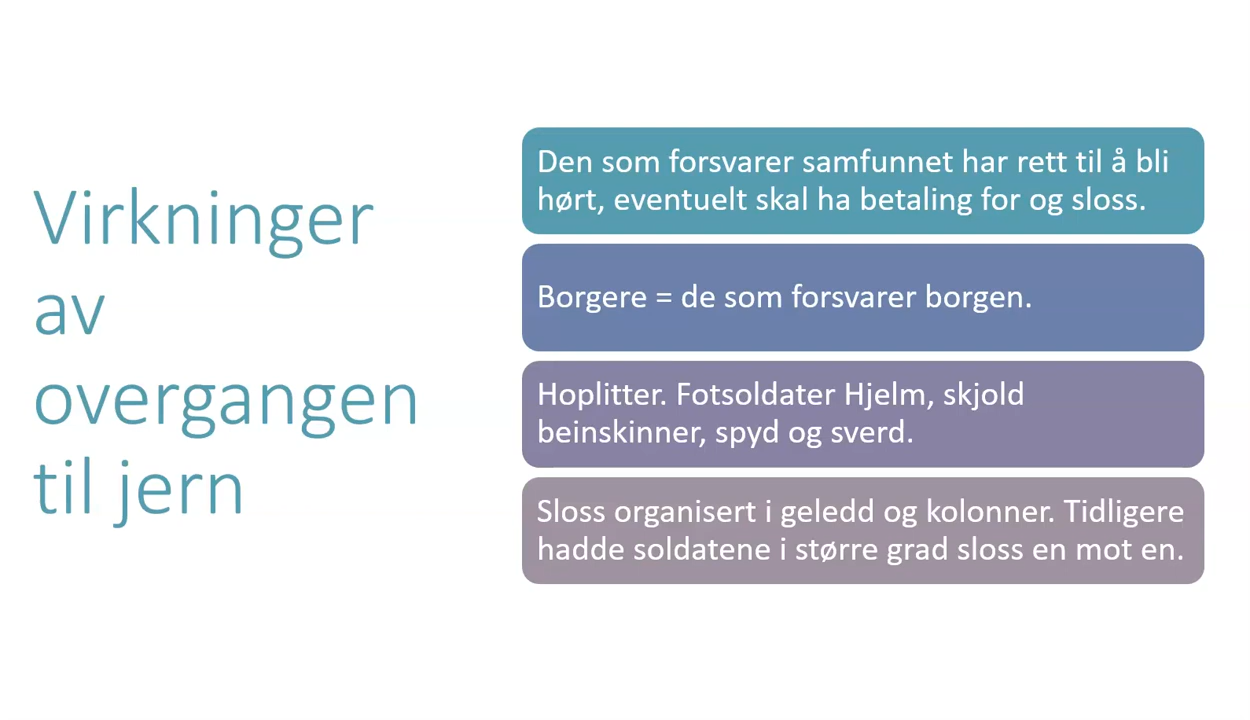 Virkninger
av
overgangen
til jern
Den som forsvarer samfunnet har rett til å bli
hørt, eventuelt skal ha betaling for og sloss.
Borgere = de som forsvarer borgen.
Hoplitter. Fotsoldater Hjelm, skjold
beinskinner, spyd og sverd.
Sloss organisert i geledd og kolonner. Tidligere
hadde soldatene i større grad sloss en mot en.